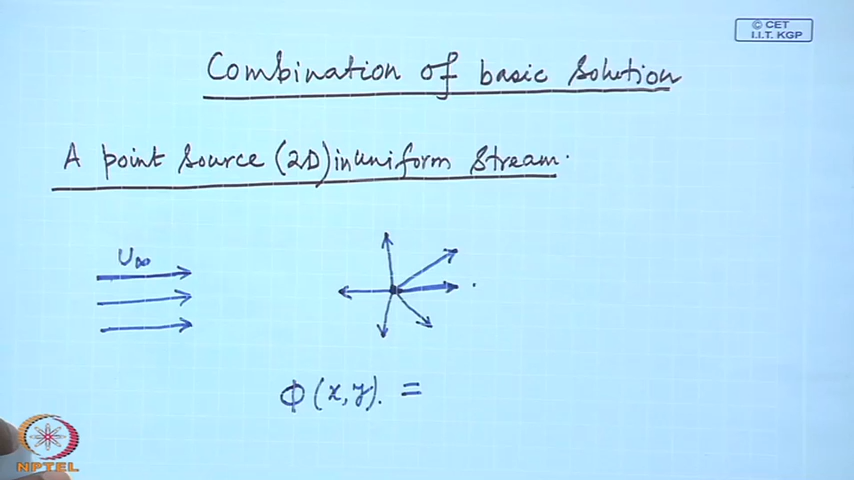 © CET
I.I.T. KGP
Combination of basic solution
A point source (2D) in uniform stream.
U∞
Φ(x,y). =
NPTEL